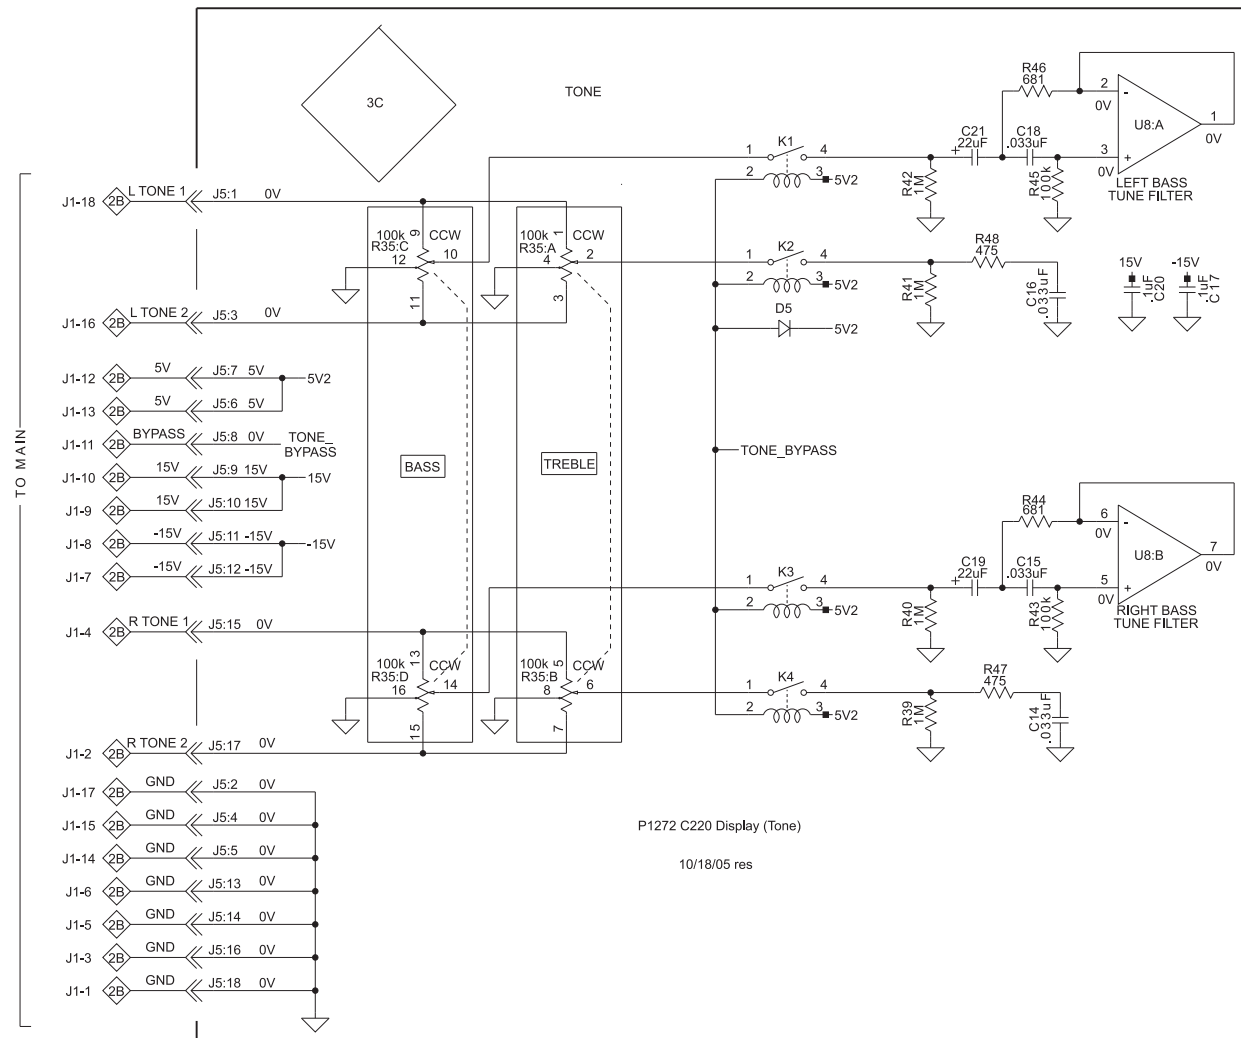 3C
TONE
TO MAIN
J1-18 2B L TONE 1 J5:1 0V
J1-16 2B L TONE 2 J5:3 0V
J1-12 2B 5V J5:7 5V 5V2
J1-13 2B 5V J5:6 5V
J1-11 2B BYPASS J5:8 0V TONE_
BYPASS
J1-10 2B 15V J5:9 15V 15V
J1-9 2B 15V J5:10 15V
J1-8 2B -15V J5:11 -15V -15V
J1-7 2B -15V J5:12 -15V
J1-4 2B R TONE 1 J5:15 0V
J1-2 2B R TONE 2 J5:17 0V
J1-17 2B GND J5:2 0V
J1-15 2B GND J5:4 0V
J1-14 2B GND J5:5 0V
J1-6 2B GND J5:13 0V
J1-5 2B GND J5:14 0V
J1-3 2B GND J5:16 0V
J1-1 2B GND J5:18 0V
100k 9 CCW
R35:C
12 10
11
100k 1 CCW
R35:A
4 2
3
BASS
TREBLE
100k 13 CCW
R35:D
16 14
15
100k 5 CCW
R35:B
8 6
7
K1
1 4
2 3 5V2
K2
1 4
2 3 5V2
D5
5V2
TONE_BYPASS
K3
1 4
2 3 5V2
K4
1 4
2 3 5V2
R42
1M
C21
+ .22uF
C18
.033uF
R46
681
R45
100k
2 -
0V
U8:A
1
0V
3 +
0V
LEFT BASS
TUNE FILTER
R41
1M
R48
475
C16
.033uF
15V
.1uF
C20
-15V
.1uF
C17
R40
1M
C19
+ .22uF
C15
.033uF
R44
681
R43
100k
6 -
0V
U8:B
7
0V
5 +
0V
RIGHT BASS
TUNE FILTER
R39
1M
R47
475
C14
.033uF
P1272 C220 Display (Tone)
10/18/05 res